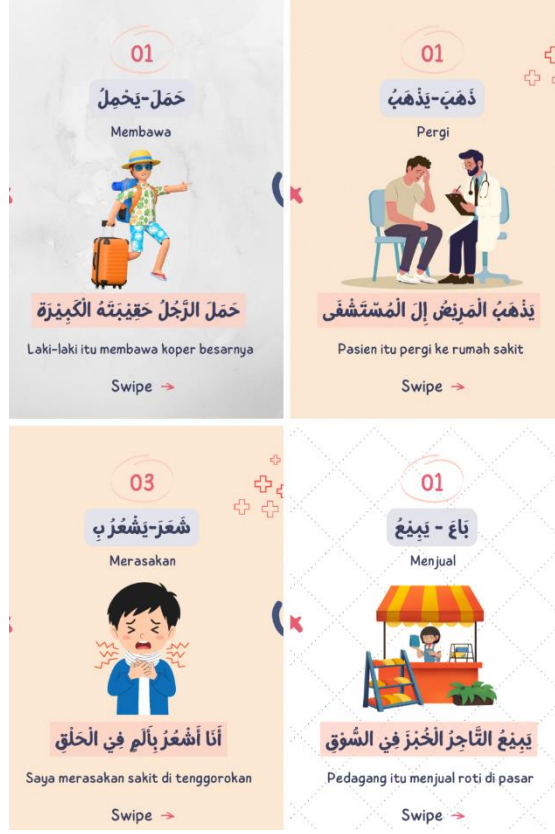 01
حَمَلَ-يَحْمِلُ
Membawa
حَمَلَ الرَّجُلُ حَقِيْبَتَهُ الْكَبِيْرَة
Laki-laki itu membawa koper besarnya
Swipe →
01
ذَهَبَ-يَذْهَبُ
Pergi
يَذْهَبُ الْمَرِيْضُ إِلَ الْمُسْتَشْفَى
Pasien itu pergi ke rumah sakit
Swipe →
03
شَعَرَ-يَشْعُرُ بِ
Merasakan
أَنَا أَشْعُرُ بِأَلَمٍ فِيْ الْحَلْقِ
Saya merasakan sakit di tenggorokan
Swipe →
01
بَاعَ - يَبِيْعُ
Menjual
يَبِيْعُ التَّاجِرُ الْخُبْزَ فِي السُّوْقِ
Pedagang itu menjual roti di pasar
Swipe →